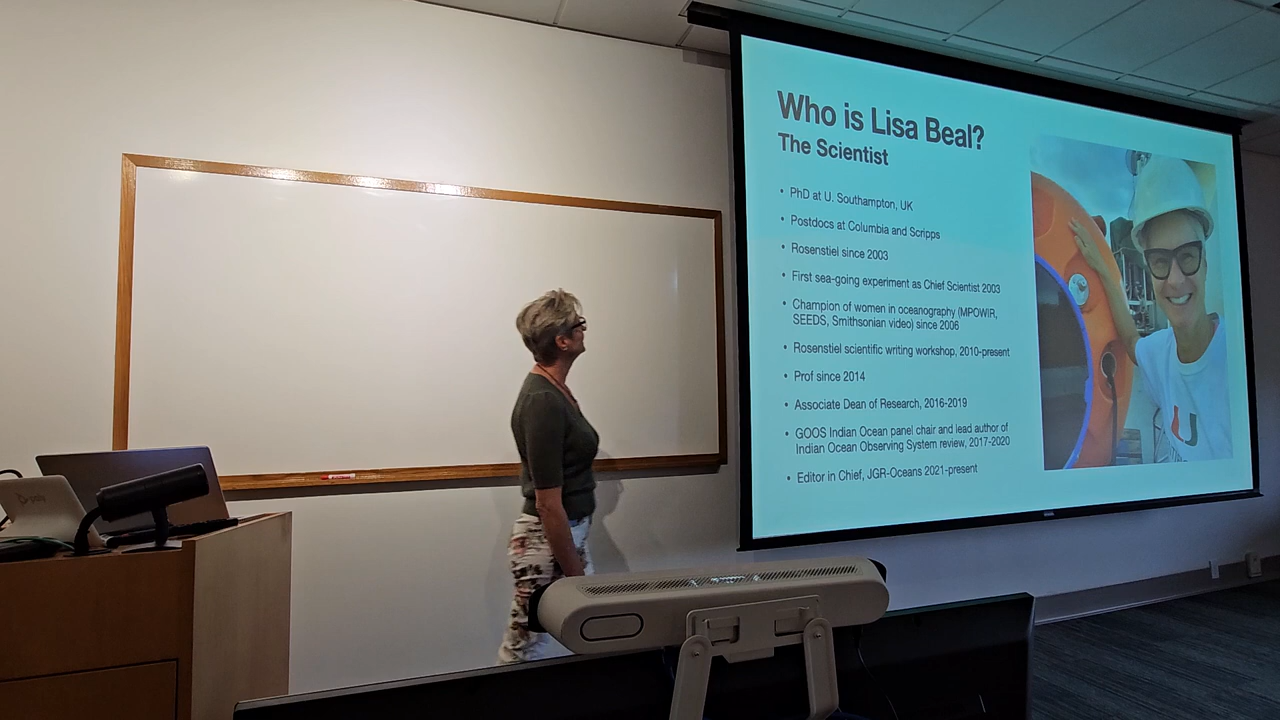 Who is Lisa Beal?
The Scientist
• PhD at U. Southampton, UK
• Postdocs at Columbia and Scripps
• Rosenstiel since 2003
• First sea-going experiment as Chief Scientist 2003
• Champion of women in oceanography (MPOWIR,
SEEDS, Smithsonian video) since 2006
• Rosenstiel scientific writing workshop, 2010-present
• Prof since 2014
• Associate Dean of Research, 2016-2019
• GOOS Indian Ocean panel chair and lead author of
Indian Ocean Observing System review, 2017-2020
• Editor in Chief, JGR-Oceans 2021-present
U
poly